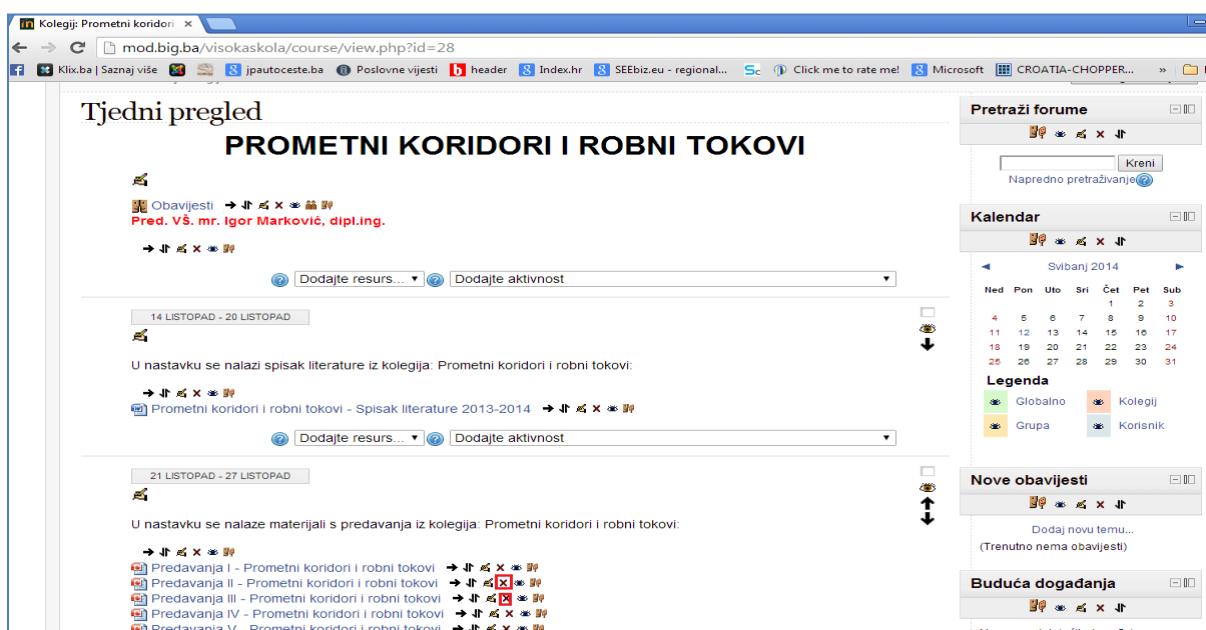 Kolegij: Prometni koridori
mod.big.ba/visokaskola/course/view.php?id=28
Klix.ba | Saznaj više jpautoceste.ba Poslovne vijesti header Index.hr SEEbiz.eu - regional... Click me to rate me! Microsoft CROATIA-CHOPPER... »
Tjedni pregled
PROMETNI KORIDORI I ROBNI TOKOVI
Obavijesti
Pred. VŠ. mr. Igor Marković, dipl.ing.
Dodajte resurs... Dodajte aktivnost
14 LISTOPAD - 20 LISTOPAD
U nastavku se nalazi spisak literature iz kolegija: Prometni koridori i robni tokovi:
Prometni koridori i robni tokovi - Spisak literature 2013-2014
Dodajte resurs... Dodajte aktivnost
21 LISTOPAD - 27 LISTOPAD
U nastavku se nalaze materijali s predavanja iz kolegija: Prometni koridori i robni tokovi:
Predavanja I - Prometni koridori i robni tokovi
Predavanja II - Prometni koridori i robni tokovi
Predavanja III - Prometni koridori i robni tokovi
Predavanja IV - Prometni koridori i robni tokovi
Predavanja V - Prometni koridori i robni tokovi
Pretraži forume
Kreni
Napredno pretraživanje
Kalendar
Svibanj 2014
Ned Pon Uto Sri Čet Pet Sub
1 2 3
4 5 6 7 8 9 10
11 12 13 14 15 16 17
18 19 20 21 22 23 24
25 26 27 28 29 30 31
Legenda
Globalno Kolegij
Grupa Korisnik
Nove obavijesti
Dodaj novu temu...
(Trenutno nema obavijesti)
Buduća događanja